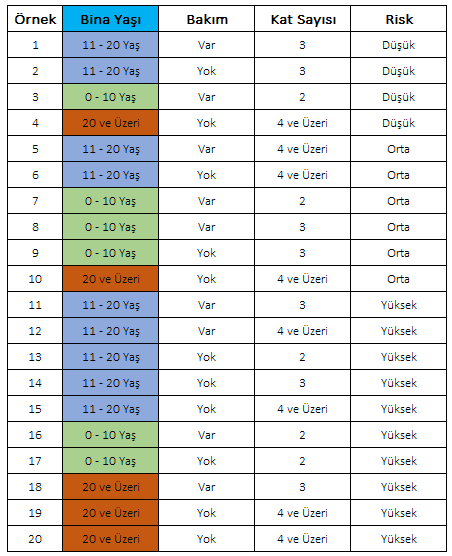 Örnek Bina Yaşı Bakım Kat Sayısı Risk
1 11 - 20 Yaş Var 3 Düşük
2 11 - 20 Yaş Yok 3 Düşük
3 0 - 10 Yaş Var 2 Düşük
4 20 ve Üzeri Yok 4 ve Üzeri Düşük
5 11 - 20 Yaş Var 4 ve Üzeri Orta
6 11 - 20 Yaş Yok 4 ve Üzeri Orta
7 0 - 10 Yaş Var 2 Orta
8 0 - 10 Yaş Var 3 Orta
9 0 - 10 Yaş Yok 3 Orta
10 20 ve Üzeri Yok 4 ve Üzeri Orta
11 11 - 20 Yaş Var 3 Yüksek
12 11 - 20 Yaş Var 4 ve Üzeri Yüksek
13 11 - 20 Yaş Yok 2 Yüksek
14 11 - 20 Yaş Yok 3 Yüksek
15 11 - 20 Yaş Yok 4 ve Üzeri Yüksek
16 0 - 10 Yaş Var 2 Yüksek
17 0 - 10 Yaş Yok 2 Yüksek
18 20 ve Üzeri Var 3 Yüksek
19 20 ve Üzeri Yok 4 ve Üzeri Yüksek
20 20 ve Üzeri Yok 4 ve Üzeri Yüksek